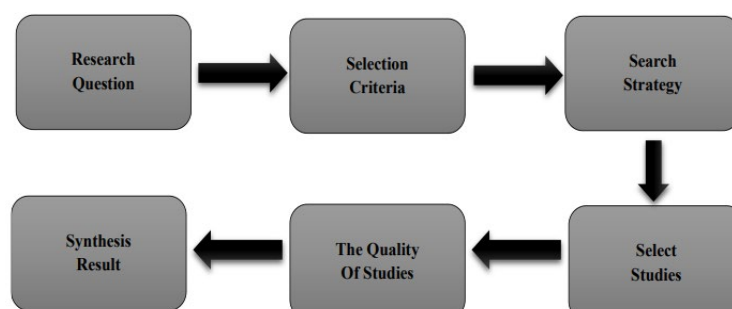 Research
Question
Selection
Criteria
Search
Strategy
Select
Studies
The Quality
Of Studies
Synthesis
Result